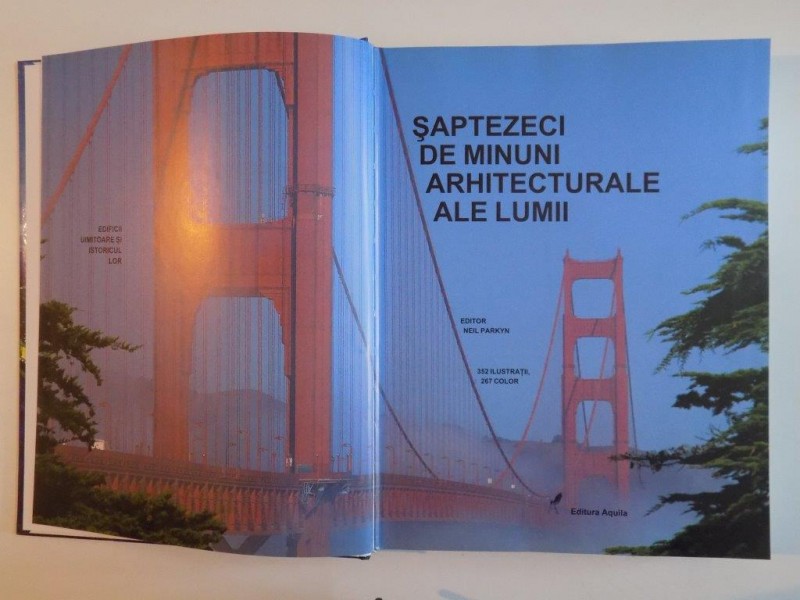 EDIFICII
UIMITOARE ŞI
ISTORICUL
LOR
ŞAPTEZECI
DE MINUNI
ARHITECTURALE
ALE LUMII
EDITOR
NEIL PARKYN
352 ILUSTRAŢII,
267 COLOR
Editura Aquila